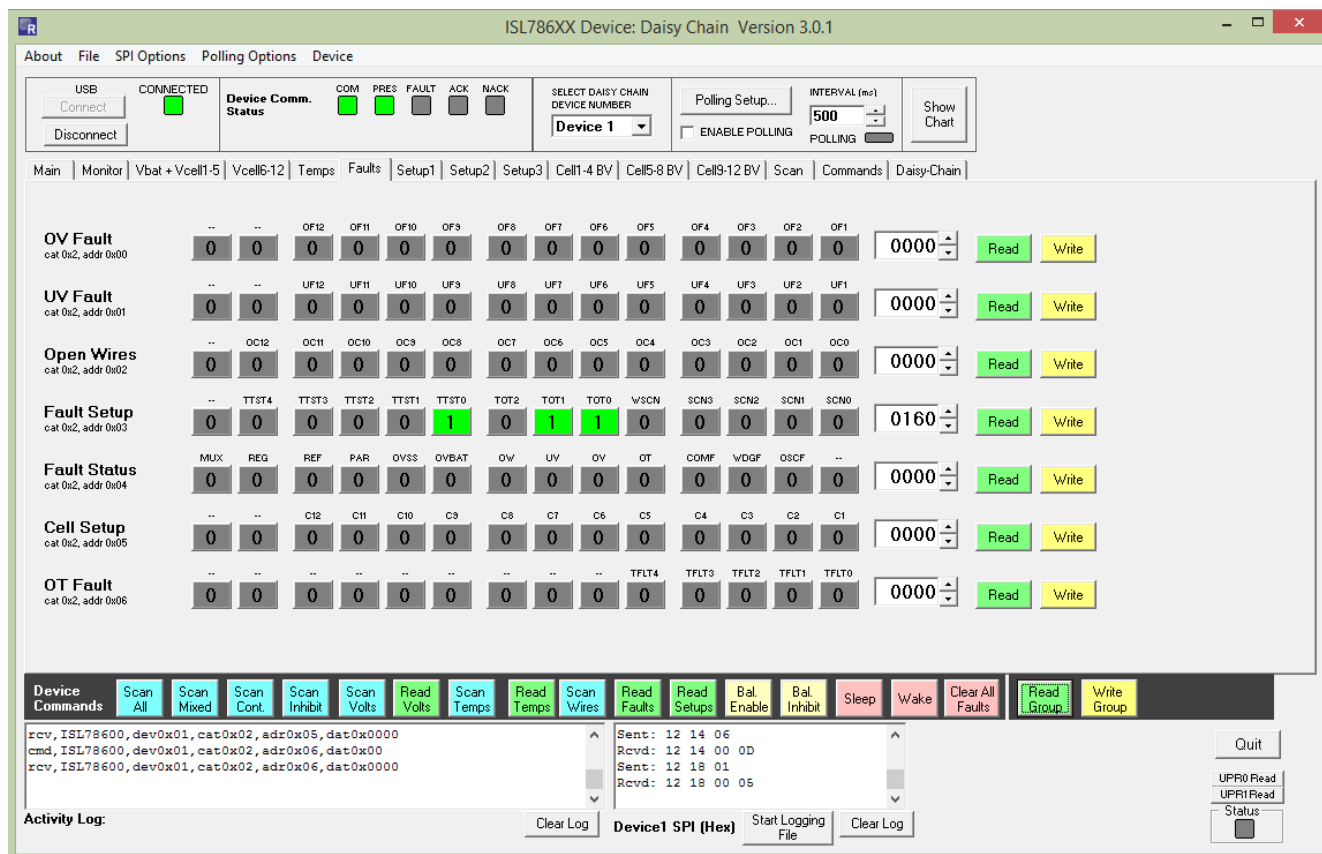 R
ISL786XX Device: Daisy Chain Version 3.0.1
About File SPI Options Polling Options Device
USB
Connect
Disconnect
CONNECTED
Device Comm.
Status
COM PRES FAULT ACK NACK
SELECT DAISY CHAIN
DEVICE NUMBER
Device 1
Polling Setup...
ENABLE POLLING
INTERVAL (ms)
500
POLLING
Show
Chart
Main Monitor Vbat + Vcell1-5 Vcell6-12 Temps Faults Setup1 Setup2 Setup3 Cell1-4 BV Cell5-8 BV Cell9-12 BV Scan Commands Daisy-Chain
-- -- OF12 OF11 OF10 OF9 OF8 OF7 OF6 OF5 OF4 OF3 OF2 OF1
OV Fault 0 0 0 0 0 0 0 0 0 0 0 0 0 0 0000 Read Write
cat 0x2, addr 0x00
-- -- UF12 UF11 UF10 UF9 UF8 UF7 UF6 UF5 UF4 UF3 UF2 UF1
UV Fault 0 0 0 0 0 0 0 0 0 0 0 0 0 0 0000 Read Write
cat 0x2, addr 0x01
-- OC12 OC11 OC10 OC9 OC8 OC7 OC6 OC5 OC4 OC3 OC2 OC1 OC0
Open Wires 0 0 0 0 0 0 0 0 0 0 0 0 0 0 0000 Read Write
cat 0x2, addr 0x02
-- TTST4 TTST3 TTST2 TTST1 TTST0 TOT2 TOT1 TOT0 WSCN SCN3 SCN2 SCN1 SCN0
Fault Setup 0 0 0 0 0 1 0 1 1 0 0 0 0 0 0160 Read Write
cat 0x2, addr 0x03
MUX REG REF PAR OVSS OVBAT OW UV OV OT COMF WDGF OSCF --
Fault Status 0 0 0 0 0 0 0 0 0 0 0 0 0 0 0000 Read Write
cat 0x2, addr 0x04
-- -- C12 C11 C10 C9 C8 C7 C6 C5 C4 C3 C2 C1
Cell Setup 0 0 0 0 0 0 0 0 0 0 0 0 0 0 0000 Read Write
cat 0x2, addr 0x05
-- -- -- -- -- -- -- -- -- TFLT4 TFLT3 TFLT2 TFLT1 TFLT0
OT Fault 0 0 0 0 0 0 0 0 0 0 0 0 0 0 0000 Read Write
cat 0x2, addr 0x06
Device
Commands
Scan
All
Scan
Mixed
Scan
Cont.
Scan
Inhibit
Scan
Volts
Read
Volts
Scan
Temps
Read
Temps
Scan
Wires
Read
Faults
Read
Setups
Bal.
Enable
Bal.
Inhibit
Sleep
Wake
Clear All
Faults
Read
Group
Write
Group
rcv,ISL78600,dev0x01,cat0x02,adr0x05,dat0x0000
cmd,ISL78600,dev0x01,cat0x02,adr0x06,dat0x00
rcv,ISL78600,dev0x01,cat0x02,adr0x06,dat0x0000
Activity Log:
Clear Log
Sent: 12 14 06
Rcvd: 12 14 00 0D
Sent: 12 18 01
Rcvd: 12 18 00 05
Device1 SPI (Hex)
Start Logging
File
Clear Log
Quit
UPR0 Read
UPR1Read
Status